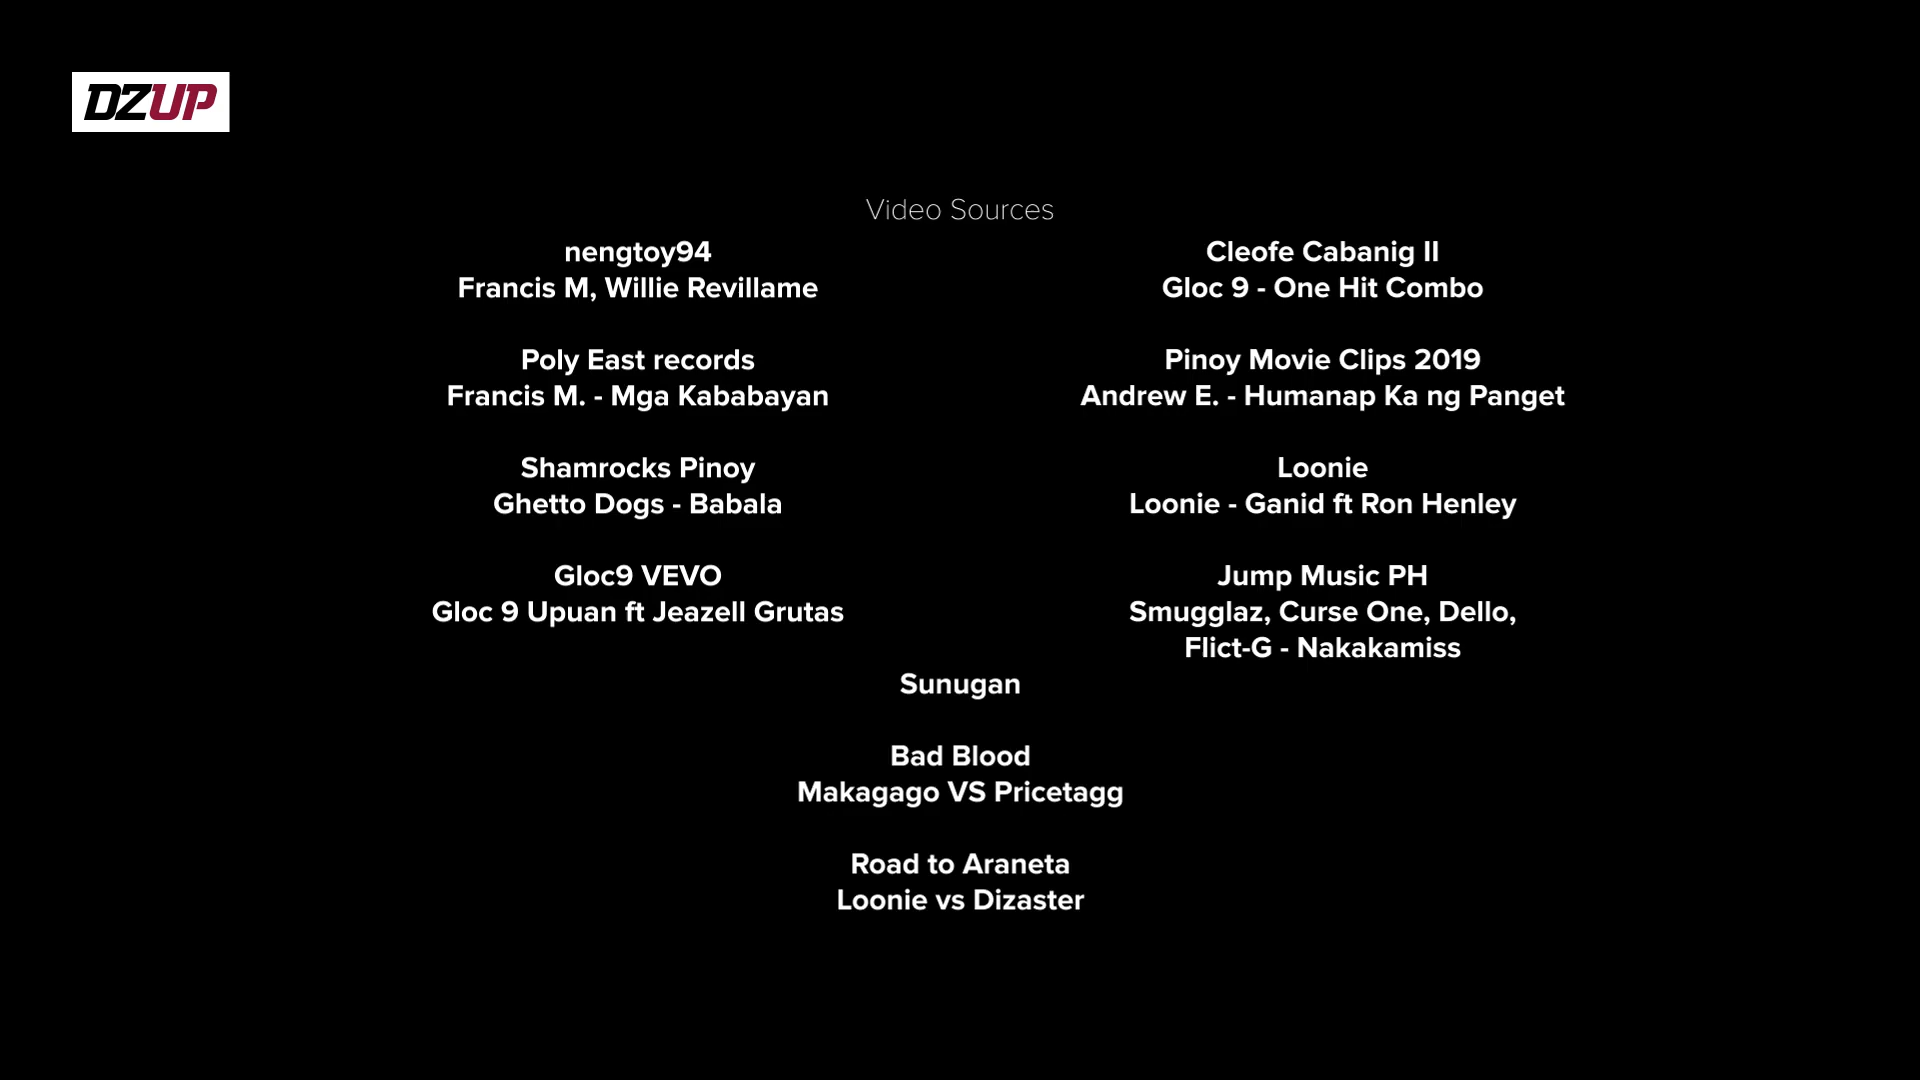 DZUP
Video Sources
nengtoy94
Francis M, Willie Revillame
Poly East records
Francis M. - Mga Kababayan
Shamrocks Pinoy
Ghetto Dogs - Babala
Gloc9 VEVO
Gloc 9 Upuan ft Jeazell Grutas
Cleofe Cabanig II
Gloc 9 - One Hit Combo
Pinoy Movie Clips 2019
Andrew E. - Humanap Ka ng Panget
Loonie
Loonie - Ganid ft Ron Henley
Jump Music PH
Smugglaz, Curse One, Dello,
Flict-G - Nakakamiss
Sunugan
Bad Blood
Makagago VS Pricetagg
Road to Araneta
Loonie vs Dizaster